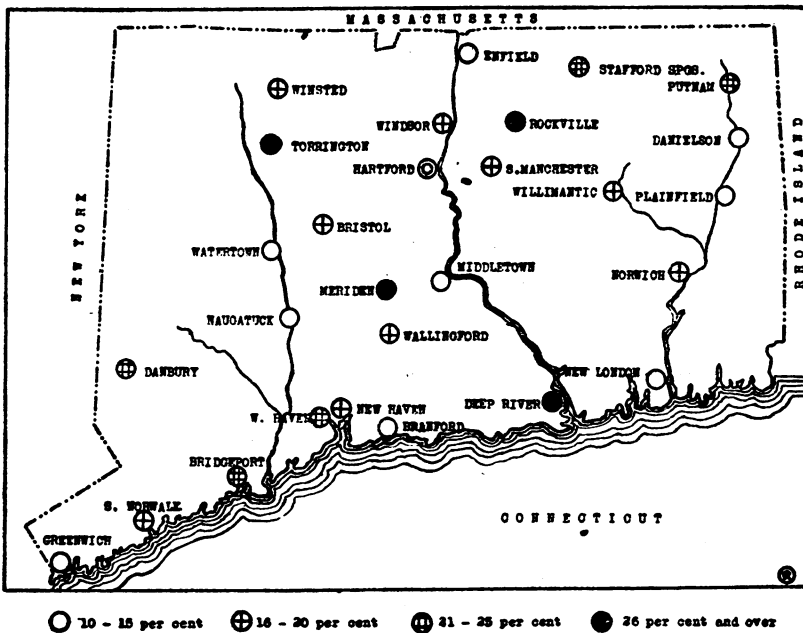 MASSACHUSETTS
ENFIELD
STAFFORD SPGS.
PUTNAM
WINSTED
WINDSOR
ROCKVILLE
DANIELSON
TORRINGTON
HARTFORD
S. MANCHESTER
WILLIMANTIC
PLAINFIELD
NEW YORK
RHODE ISLAND
BRISTOL
WATERTOWN
MIDDLETOWN
NORWICH
MERIDEN
NAUGATUCK
WALLINGFORD
DANBURY
NEW LONDON
DEEP RIVER
W. HAVEN
NEW HAVEN
BRANFORD
BRIDGEPORT
S. NORWALK
CONNECTICUT
GREENWICH
10 - 15 per cent
16 - 20 per cent
21 - 25 per cent
26 per cent and over